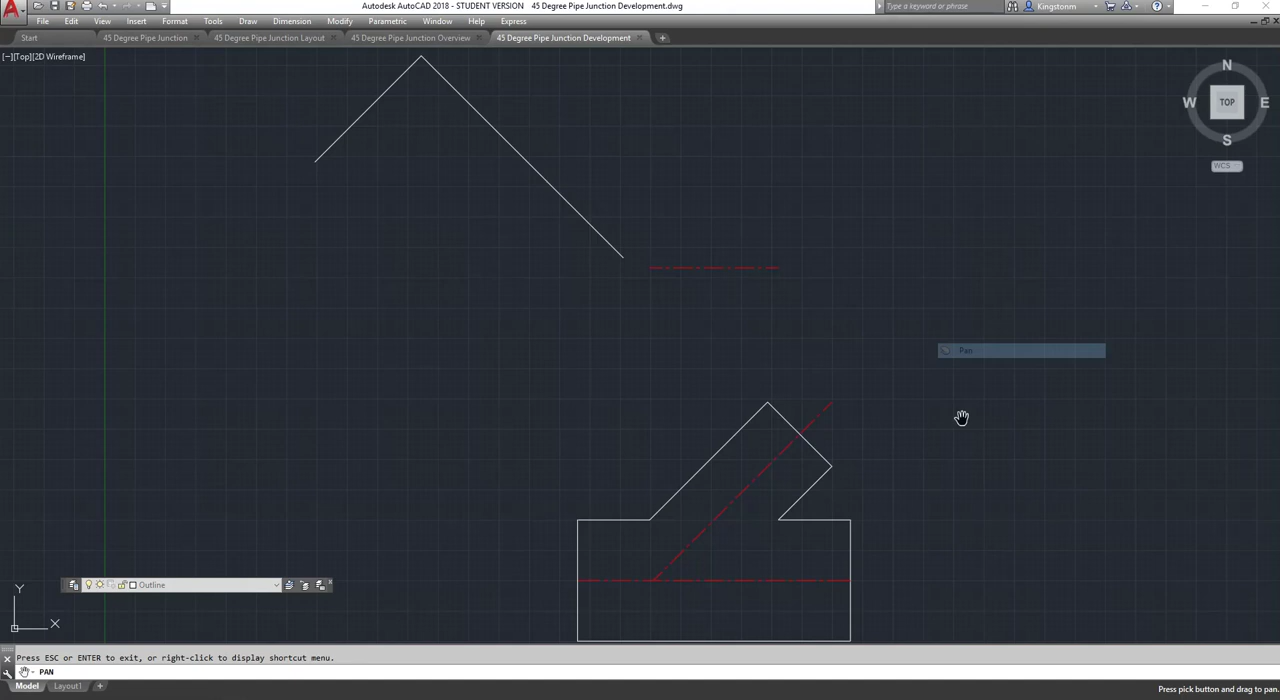 Autodesk AutoCAD 2018 - STUDENT VERSION 45 Degree Pipe Junction Development.dwg
Type a keyword or phrase
Kingstonm
File Edit View Insert Format Tools Draw Dimension Modify Parametric Window Help Express
Start 45 Degree Pipe Junction 45 Degree Pipe Junction Layout 45 Degree Pipe Junction Overview 45 Degree Pipe Junction Development
[−][Top][2D Wireframe]
N
W TOP E
S
WCS
Pan
Outline
Y
X
Press ESC or ENTER to exit, or right-click to display shortcut menu.
PAN
Model Layout1 +
Press pick button and drag to pan.